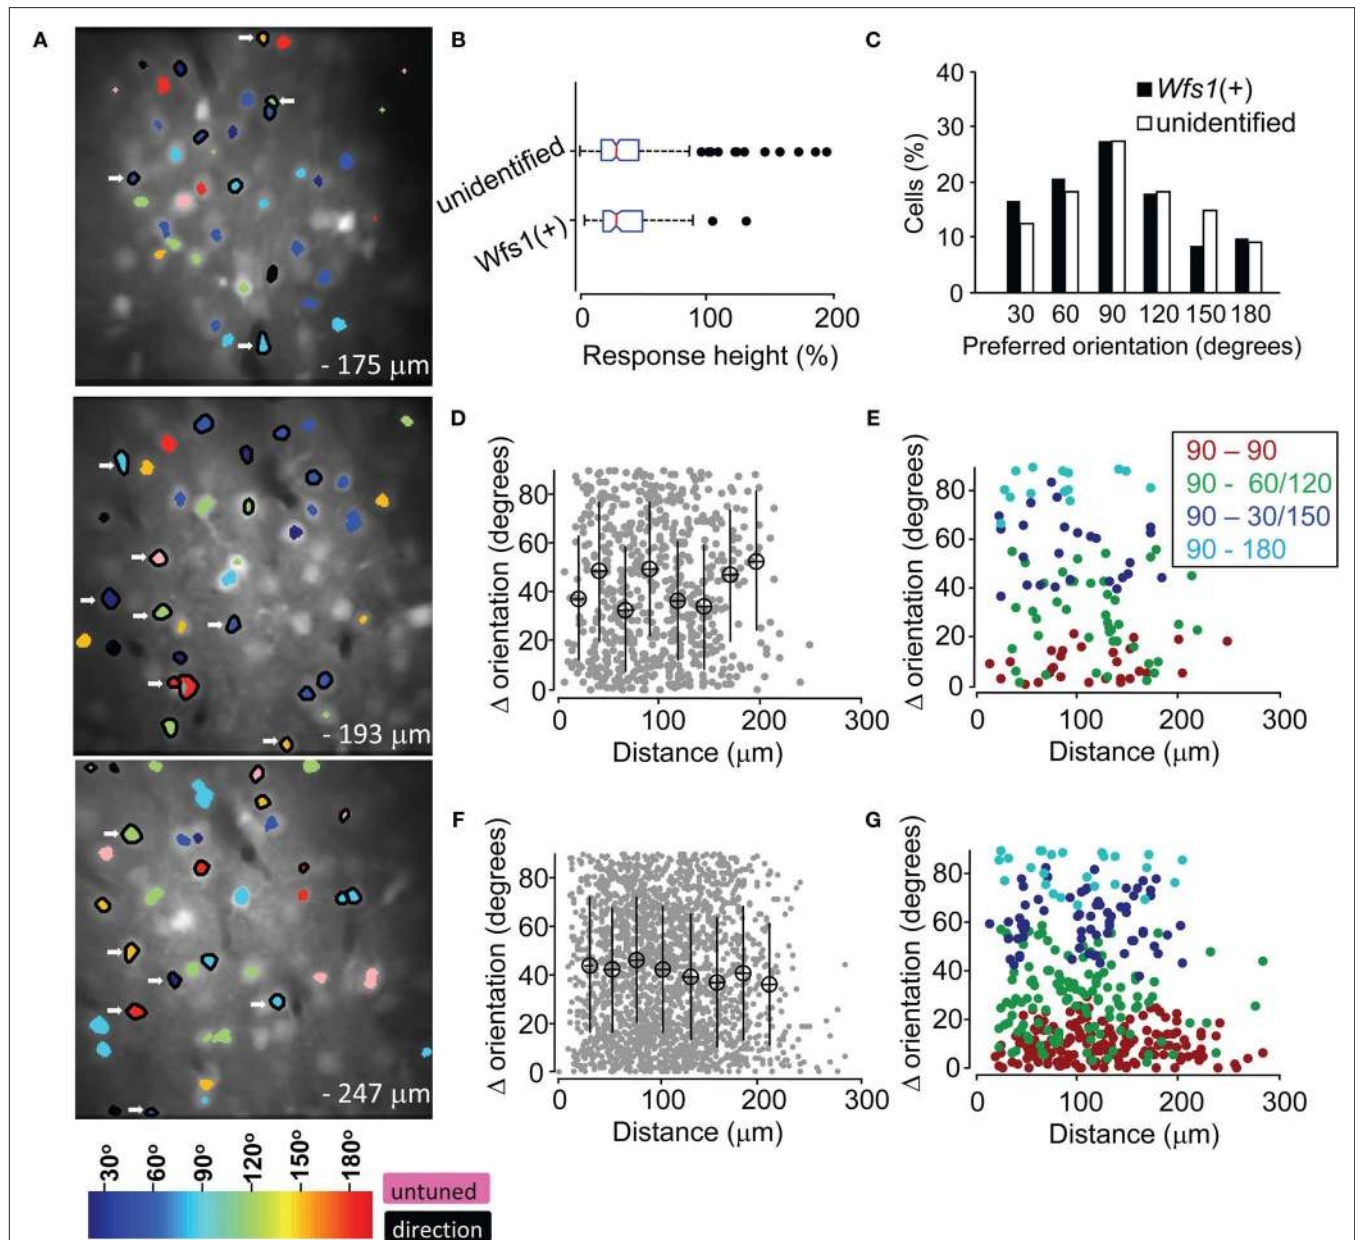 A
- 175 µm
- 193 µm
- 247 µm
30°
60°
90°
120°
150°
180°
untuned
direction
B
unidentified
Wfs1(+)
0
100
200
Response height (%)
C
Wfs1(+)
unidentified
40
30
20
10
0
Cells (%)
30 60 90 120 150 180
Preferred orientation (degrees)
D
Δ orientation (degrees)
80
60
40
20
0
0 100 200 300
Distance (µm)
E
90 – 90
90 - 60/120
90 – 30/150
90 - 180
Δ orientation (degrees)
80
60
40
20
0
0 100 200 300
Distance (µm)
F
Δ orientation (degrees)
80
60
40
20
0
0 100 200 300
Distance (µm)
G
Δ orientation (degrees)
80
60
40
20
0
0 100 200 300
Distance (µm)